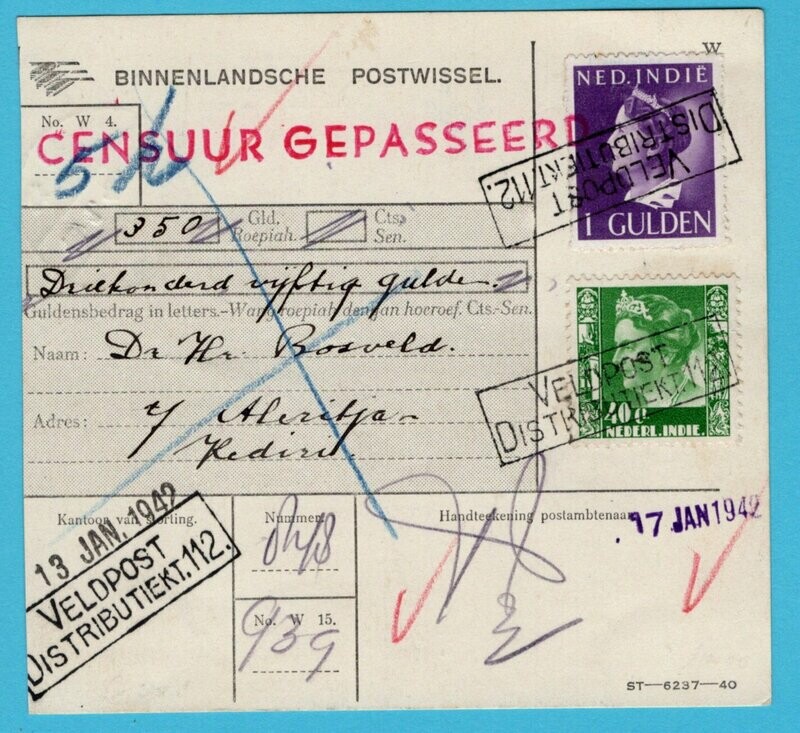 W
BINNENLANDSCHE POSTWISSEL.
No. W 4.
CENSUUR GEPASSEERD
NED. INDIË
VELDPOST
DISTRIBUTIEKT.112.
1 GULDEN
350 Gld. Cts.
Roepiah. Sen.
Driehonderd vijftig gulden.
Guldensbedrag in letters.-Wang roepiah dengan hoeroef. Cts.-Sen.
Naam: Dr Hr. Bosveld.
Adres:
Kediri
VELDPOST
DISTRIBUTIEKT.112.
40 c
NEDERL. INDIE.
Kantoor van storting.
13 JAN. 1942
VELDPOST
DISTRIBUTIEKT.112.
Nummer.
No. W 15.
939
Handteekening postambtenaar
17 JAN 1942
ST—6237—40